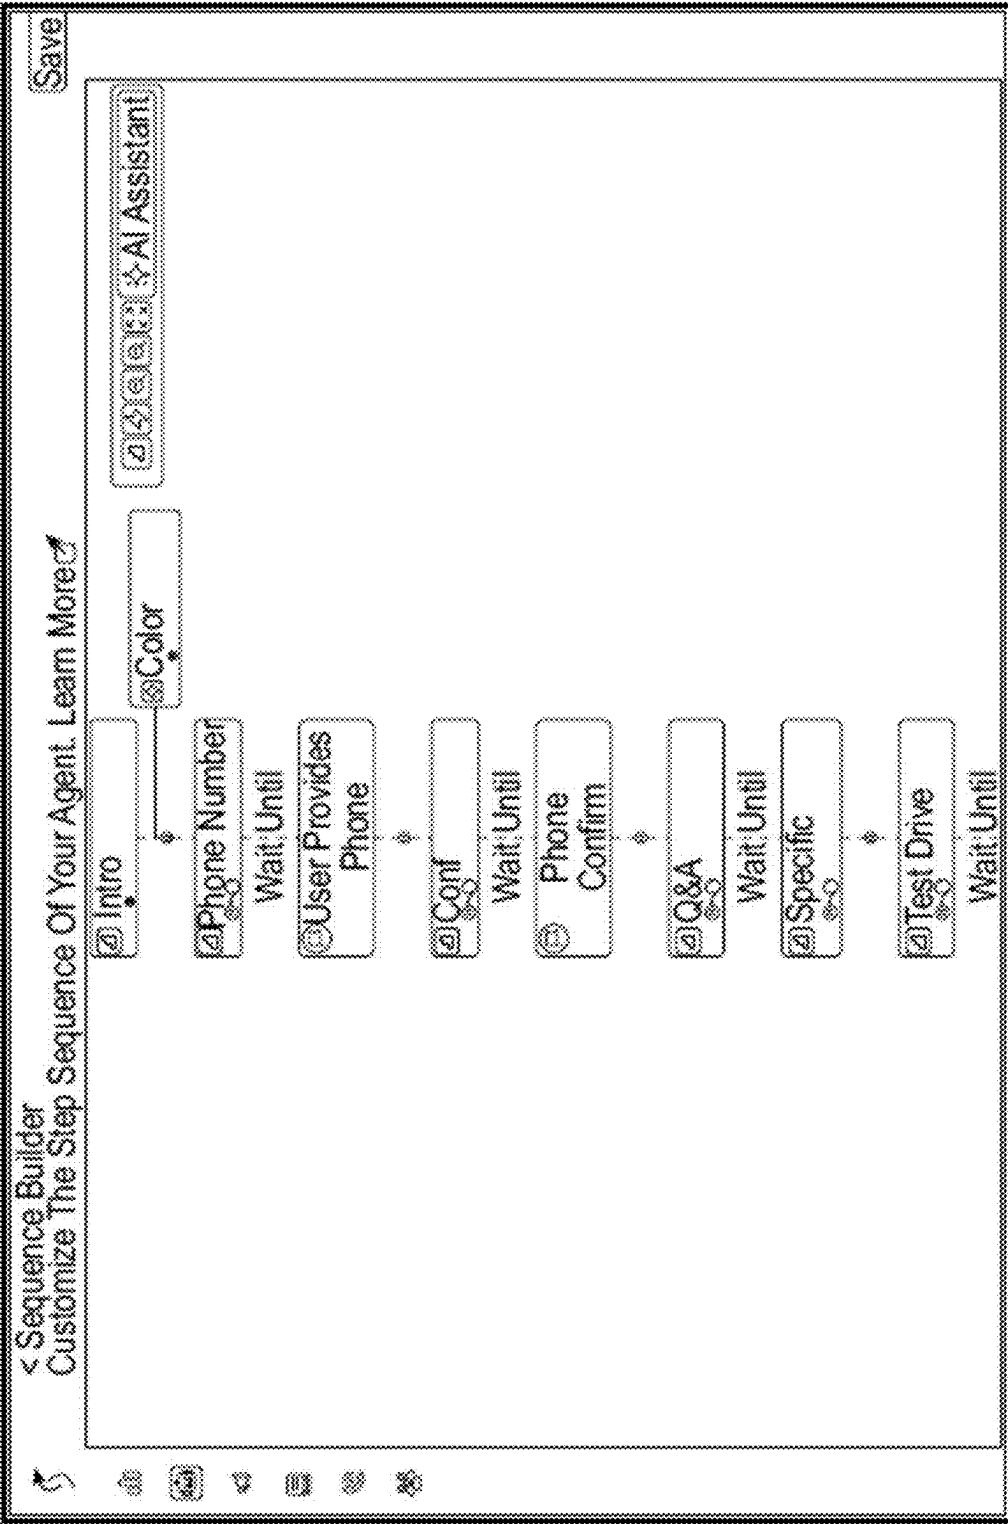 < Sequence Builder
Save
Customize The Step Sequence Of Your Agent. Learn More
AI Assistant
Intro
Color
Phone Number
Wait Until
User Provides
Phone
Conf
Wait Until
Phone
Confirm
Q&A
Wait Until
Specific
Test Drive
Wait Until